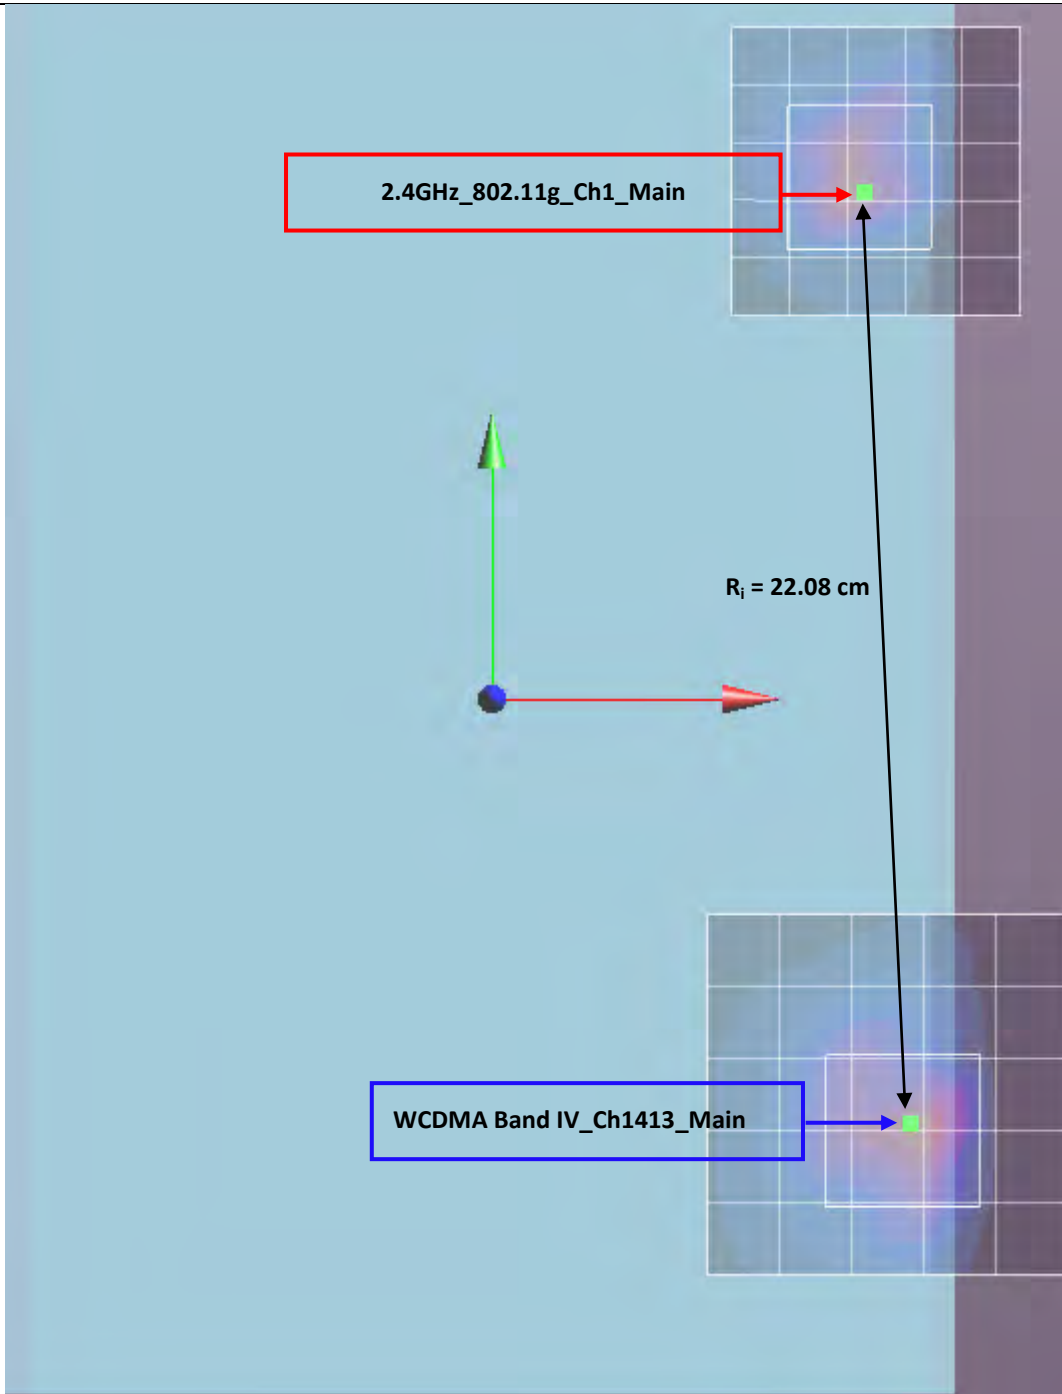 2.4GHz_802.11g_Ch1_Main
Rᵢ = 22.08 cm
WCDMA Band IV_Ch1413_Main